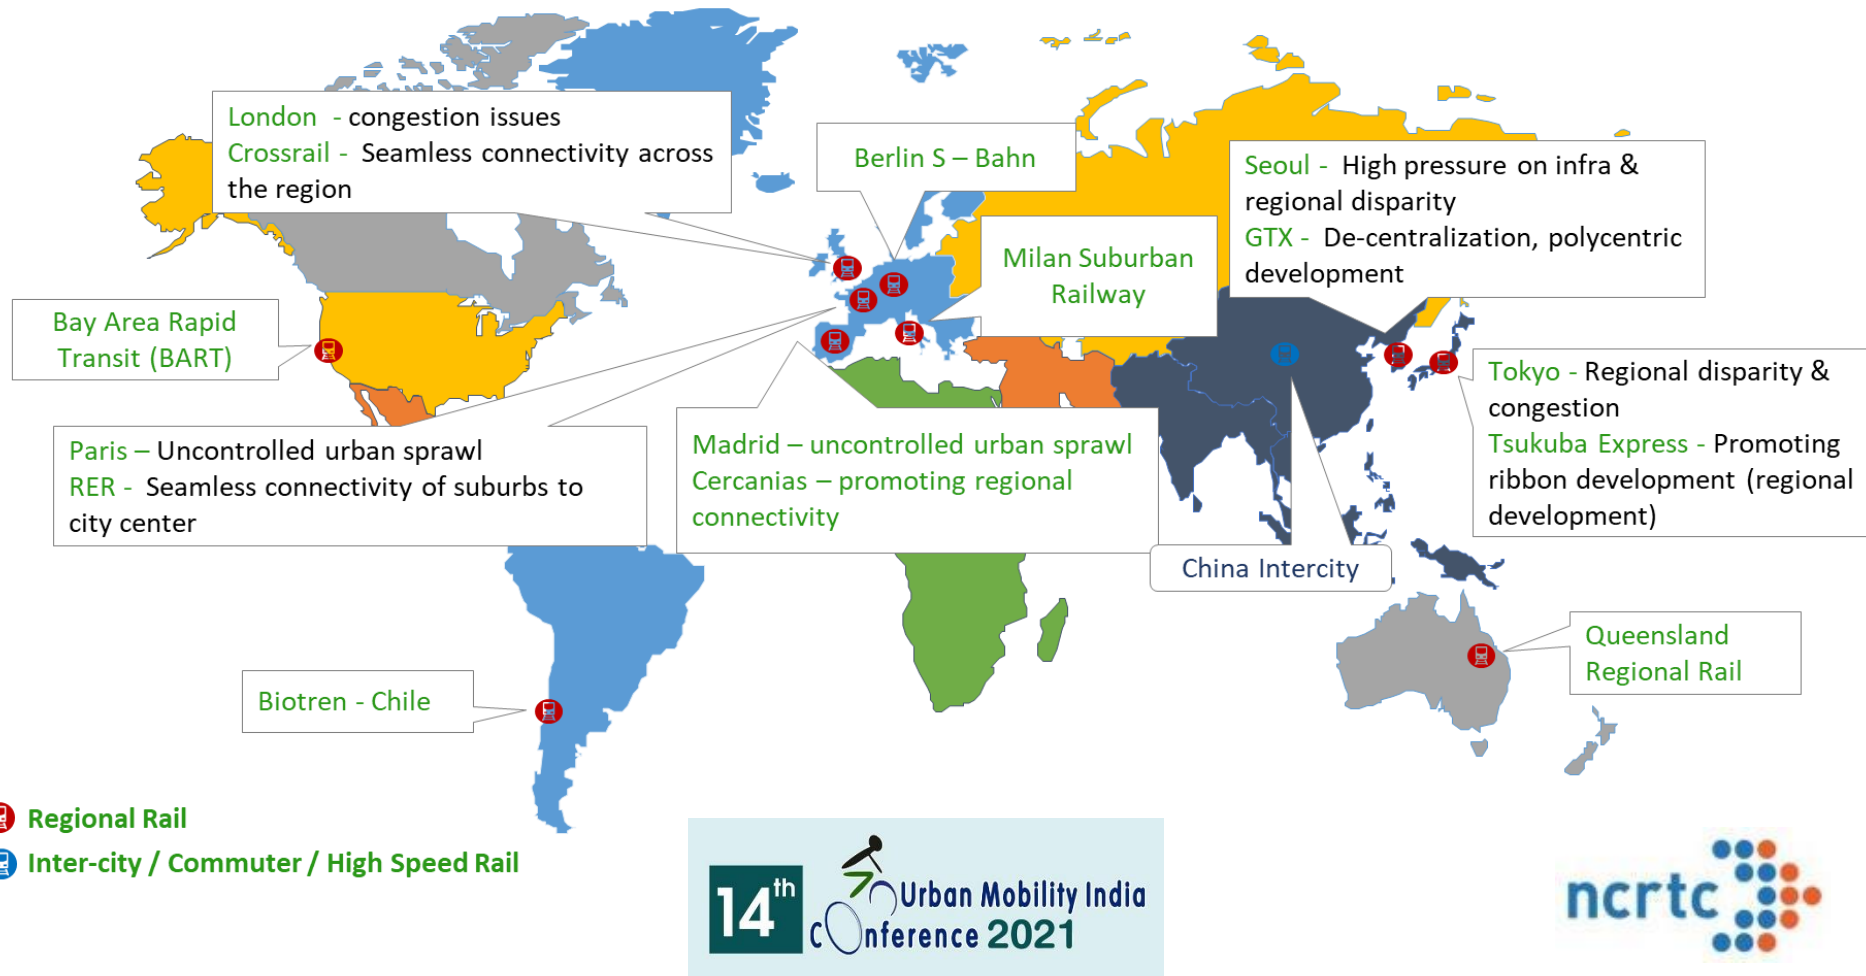 London - congestion issues
Crossrail - Seamless connectivity across
the region
Berlin S – Bahn
Seoul - High pressure on infra &
regional disparity
GTX - De-centralization, polycentric
development
Milan Suburban
Railway
Bay Area Rapid
Transit (BART)
Tokyo - Regional disparity &
congestion
Tsukuba Express - Promoting
ribbon development (regional
development)
Paris – Uncontrolled urban sprawl
RER - Seamless connectivity of suburbs to
city center
Madrid – uncontrolled urban sprawl
Cercanias – promoting regional
connectivity
China Intercity
Queensland
Regional Rail
Biotren - Chile
Regional Rail
Inter-city / Commuter / High Speed Rail
14th
Urban Mobility India
Conference 2021
ncrtc